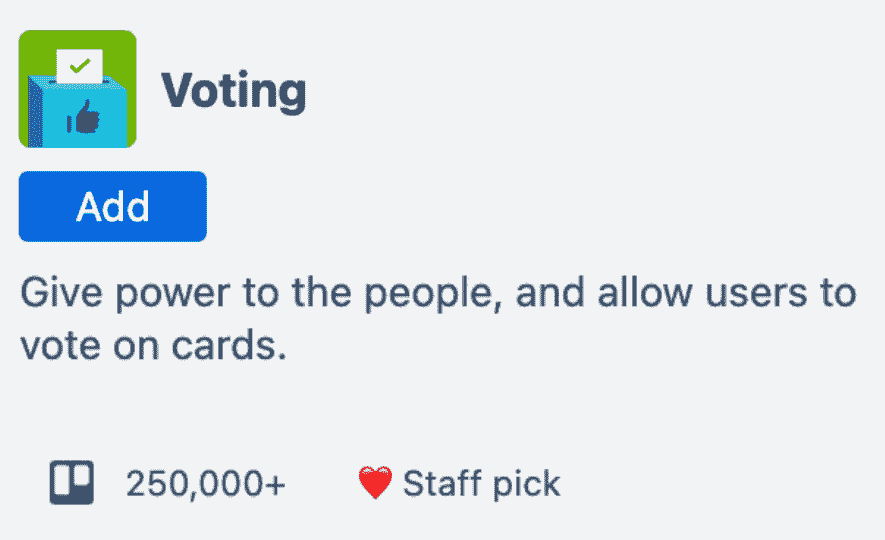 Voting
Add
Give power to the people, and allow users to
vote on cards.
250,000+
Staff pick